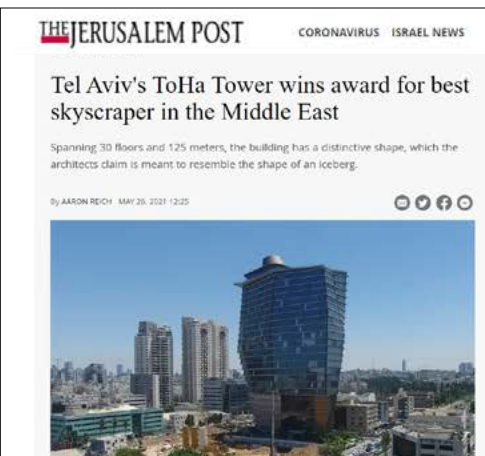 THE JERUSALEM POST
CORONAVIRUS ISRAEL NEWS
Tel Aviv's ToHa Tower wins award for best
skyscraper in the Middle East
Spanning 30 floors and 125 meters, the building has a distinctive shape, which the
architects claim is meant to resemble the shape of an iceberg.
By AARON REICH MAY 26, 2021 12:25